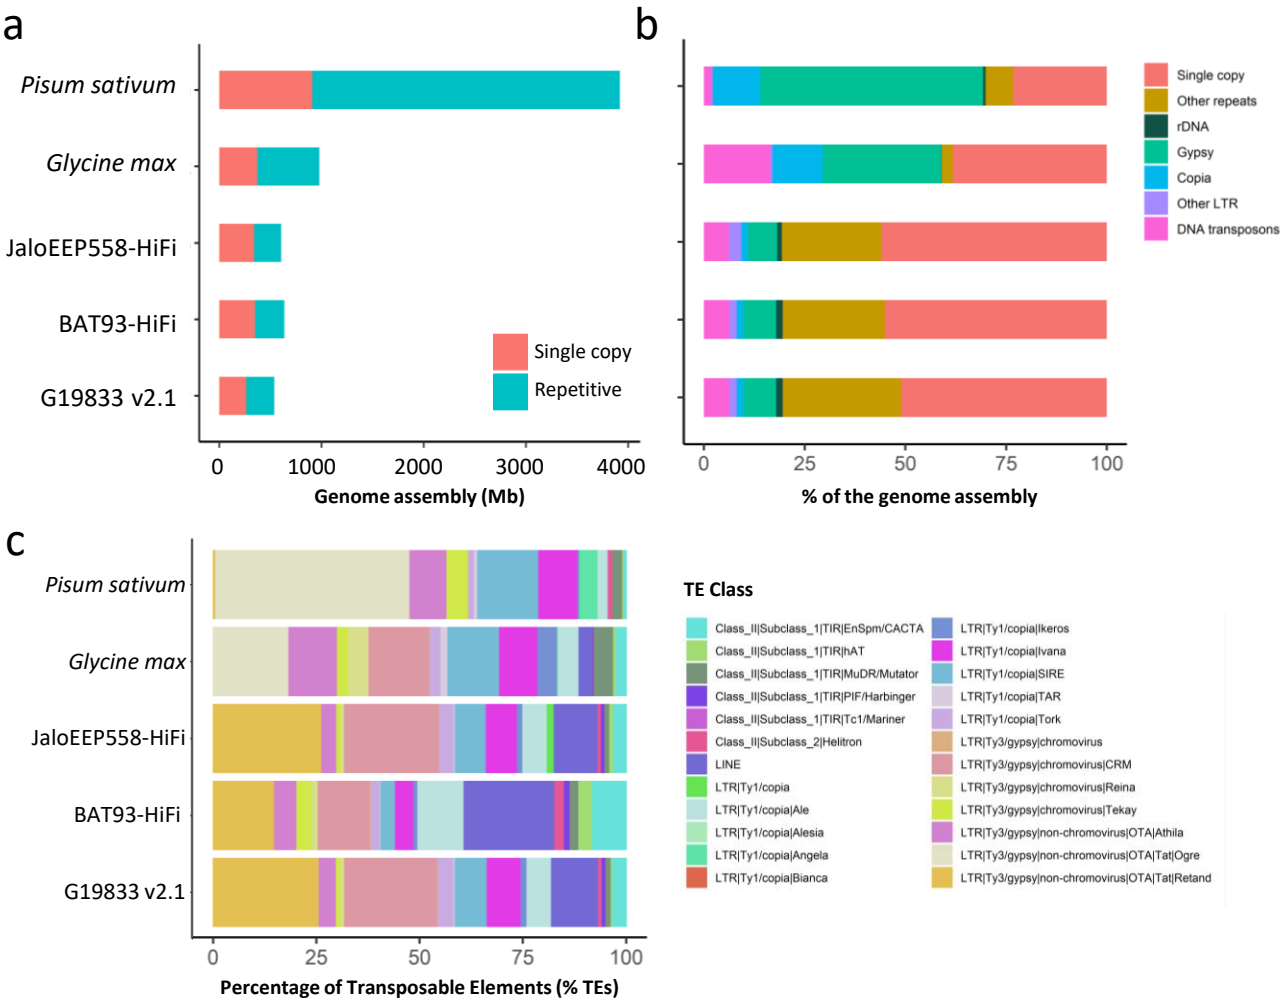 a
Pisum sativum
Glycine max
JaloEEP558-HiFi
BAT93-HiFi
G19833 v2.1
Single copy
Repetitive
0 1000 2000 3000 4000
Genome assembly (Mb)
b
Single copy
Other repeats
rDNA
Gypsy
Copia
Other LTR
DNA transposons
0 25 50 75 100
% of the genome assembly
c
Pisum sativum
Glycine max
JaloEEP558-HiFi
BAT93-HiFi
G19833 v2.1
0 25 50 75 100
Percentage of Transposable Elements (% TEs)
TE Class
Class_II|Subclass_1|TIR|EnSpm/CACTA
Class_II|Subclass_1|TIR|hAT
Class_II|Subclass_1|TIR|MuDR/Mutator
Class_II|Subclass_1|TIR|PIF/Harbinger
Class_II|Subclass_1|TIR|Tc1/Mariner
Class_II|Subclass_2|Helitron
LINE
LTR|Ty1/copia
LTR|Ty1/copia|Ale
LTR|Ty1/copia|Alesia
LTR|Ty1/copia|Angela
LTR|Ty1/copia|Bianca
LTR|Ty1/copia|Ikeros
LTR|Ty1/copia|Ivana
LTR|Ty1/copia|SIRE
LTR|Ty1/copia|TAR
LTR|Ty1/copia|Tork
LTR|Ty3/gypsy|chromovirus
LTR|Ty3/gypsy|chromovirus|CRM
LTR|Ty3/gypsy|chromovirus|Reina
LTR|Ty3/gypsy|chromovirus|Tekay
LTR|Ty3/gypsy|non-chromovirus|OTA|Athila
LTR|Ty3/gypsy|non-chromovirus|OTA|Tat|Ogre
LTR|Ty3/gypsy|non-chromovirus|OTA|Tat|Retand